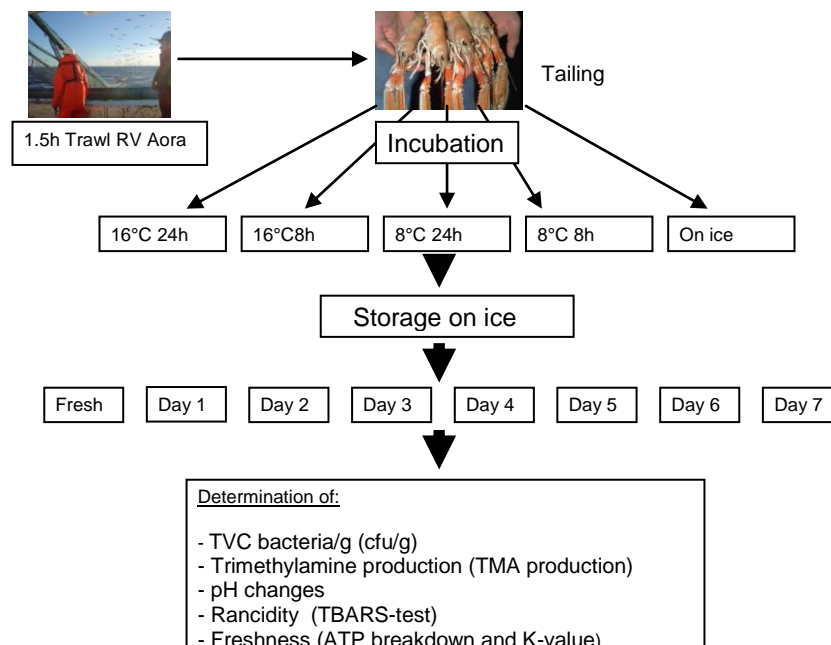 Tailing
1.5h Trawl RV Aora
Incubation
16°C 24h
16°C8h
8°C 24h
8°C 8h
On ice
Storage on ice
Fresh
Day 1
Day 2
Day 3
Day 4
Day 5
Day 6
Day 7
Determination of:
- TVC bacteria/g (cfu/g)
- Trimethylamine production (TMA production)
- pH changes
- Rancidity (TBARS-test)
- Freshness (ATP breakdown and K-value)